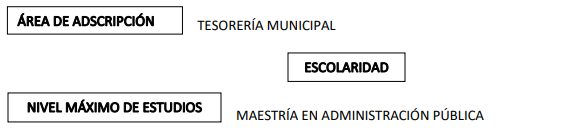 ÁREA DE ADSCRIPCIÓN TESORERÍA MUNICIPAL
ESCOLARIDAD
NIVEL MÁXIMO DE ESTUDIOS MAESTRÍA EN ADMINISTRACIÓN PÚBLICA